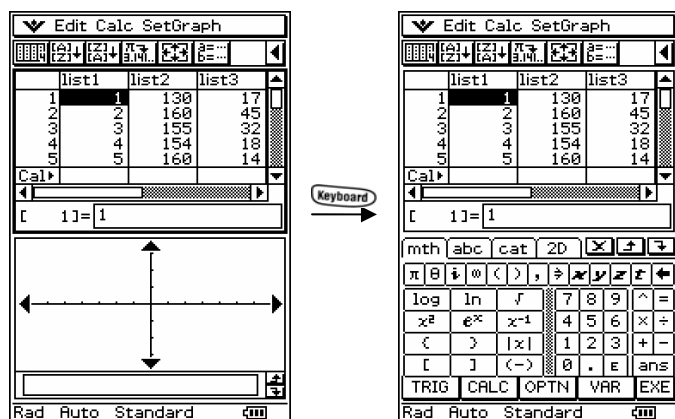 Edit Calc SetGraph
list1 list2 list3
1 1 130 17
2 2 160 45
3 3 155 32
4 4 154 18
5 5 160 14
Cal
[ 1]= 1
Rad Auto Standard
Keyboard
Edit Calc SetGraph
list1 list2 list3
1 1 130 17
2 2 160 45
3 3 155 32
4 4 154 18
5 5 160 14
Cal
[ 1]= 1
mth abc cat 2D
π θ i ∞ ( ) , ⇒ x y z t ←
log ln √ 7 8 9 ^ =
x² eˣ x⁻¹ 4 5 6 × ÷
{ } |x| 1 2 3 + −
[ ] (−) 0 . E ans
TRIG CALC OPTN VAR EXE
Rad Auto Standard